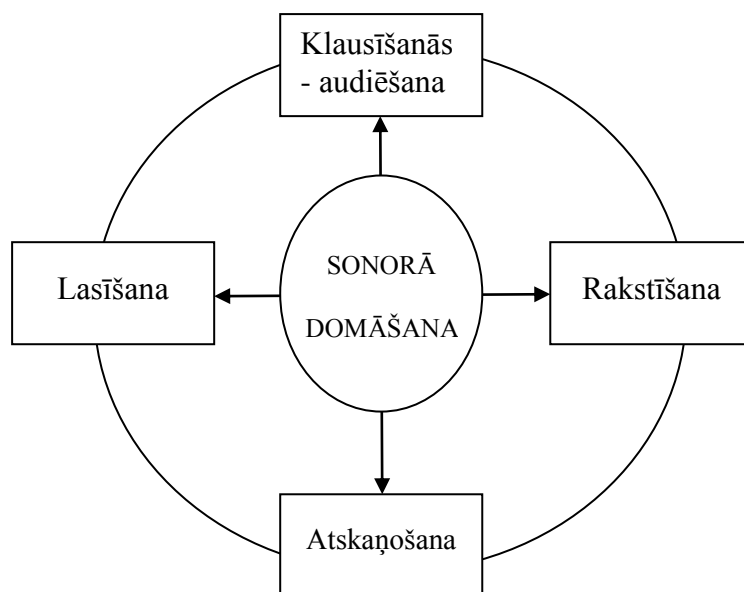 Klausīšanās
- audiēšana
SONORĀ
DOMĀŠANA
Lasīšana
Rakstīšana
Atskaņošana